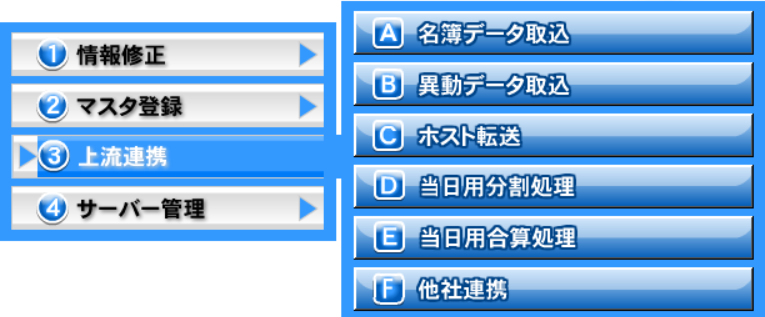 ① 情報修正
② マスタ登録
③ 上流連携
④ サーバー管理
A 名簿データ取込
B 異動データ取込
C ホスト転送
D 当日用分割処理
E 当日用合算処理
F 他社連携